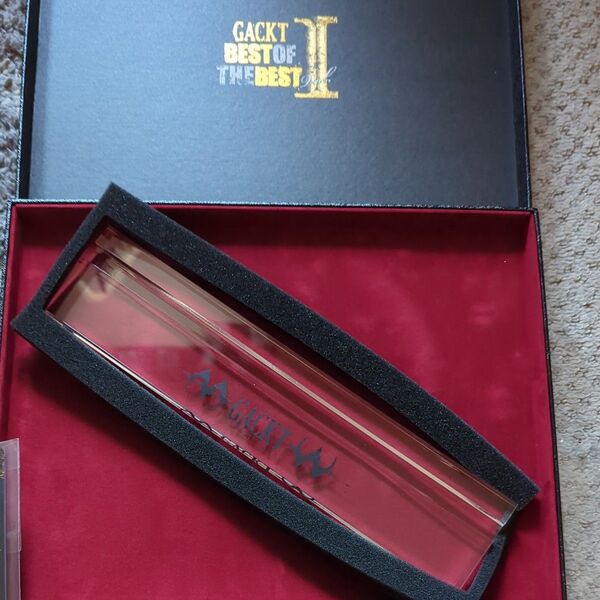 GACKT
BEST OF
THE BEST
I
vol.
GACKT